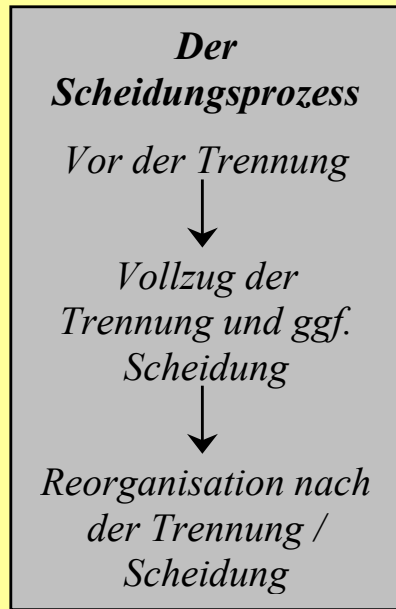 Der
Scheidungsprozess
Vor der Trennung
Vollzug der
Trennung und ggf.
Scheidung
Reorganisation nach
der Trennung /
Scheidung